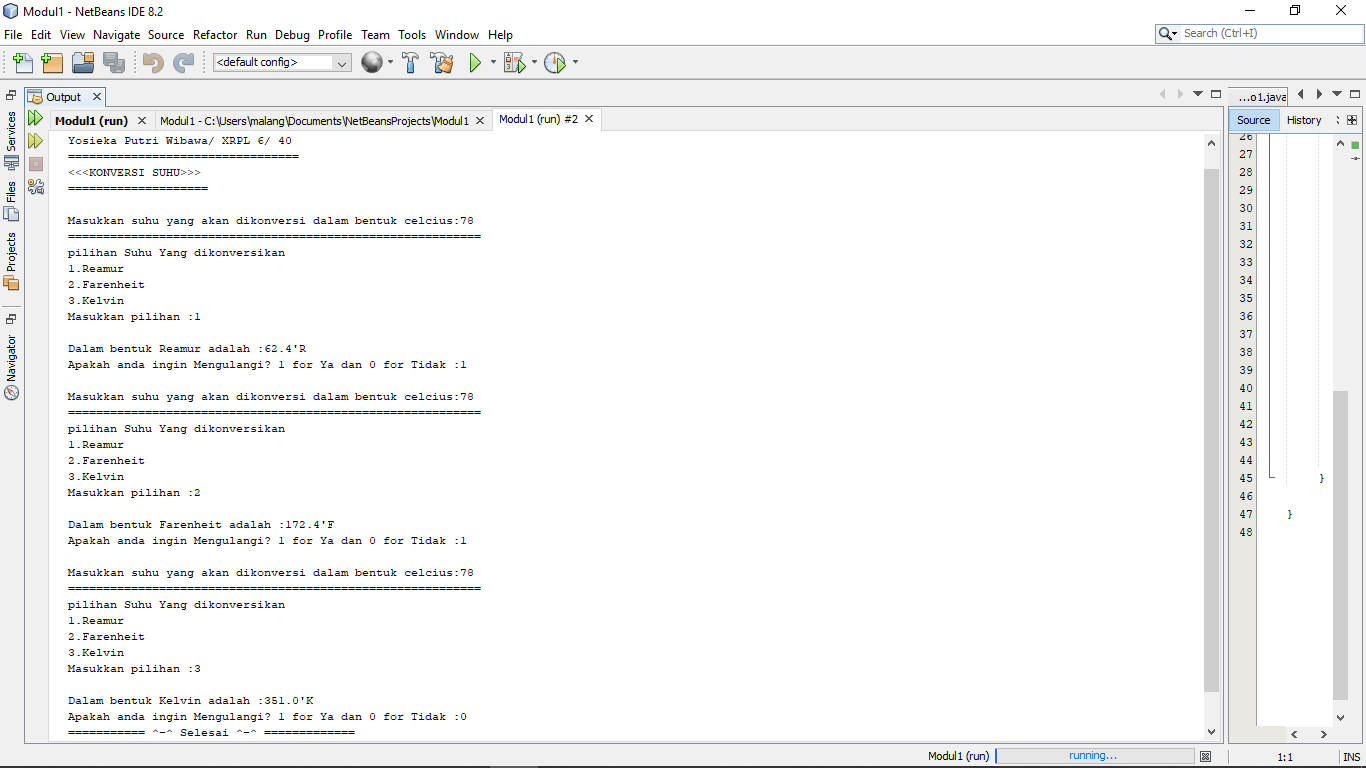 Modul1 - NetBeans IDE 8.2
File Edit View Navigate Source Refactor Run Debug Profile Team Tools Window Help
Search (Ctrl+I)
<default config>
Output
...o1.java
Modul1 (run)
Modul1 - C:\Users\malang\Documents\NetBeansProjects\Modul1
Modul1 (run) #2
Source History
Services
Files
Projects
Navigator
Yosieka Putri Wibawa/ XRPL 6/ 40
=================================
<<<KONVERSI SUHU>>>
====================
Masukkan suhu yang akan dikonversi dalam bentuk celcius:78
===========================================================
pilihan Suhu Yang dikonversikan
1.Reamur
2.Farenheit
3.Kelvin
Masukkan pilihan :1
Dalam bentuk Reamur adalah :62.4'R
Apakah anda ingin Mengulangi? 1 for Ya dan 0 for Tidak :1
Masukkan suhu yang akan dikonversi dalam bentuk celcius:78
===========================================================
pilihan Suhu Yang dikonversikan
1.Reamur
2.Farenheit
3.Kelvin
Masukkan pilihan :2
Dalam bentuk Farenheit adalah :172.4'F
Apakah anda ingin Mengulangi? 1 for Ya dan 0 for Tidak :1
Masukkan suhu yang akan dikonversi dalam bentuk celcius:78
===========================================================
pilihan Suhu Yang dikonversikan
1.Reamur
2.Farenheit
3.Kelvin
Masukkan pilihan :3
Dalam bentuk Kelvin adalah :351.0'K
Apakah anda ingin Mengulangi? 1 for Ya dan 0 for Tidak :0
=========== ^-^ Selesai ^-^ =============
26
27
28
29
30
31
32
33
34
35
36
37
38
39
40
41
42
43
44
45 }
46
47 }
48
Modul1 (run) running... 1:1 INS